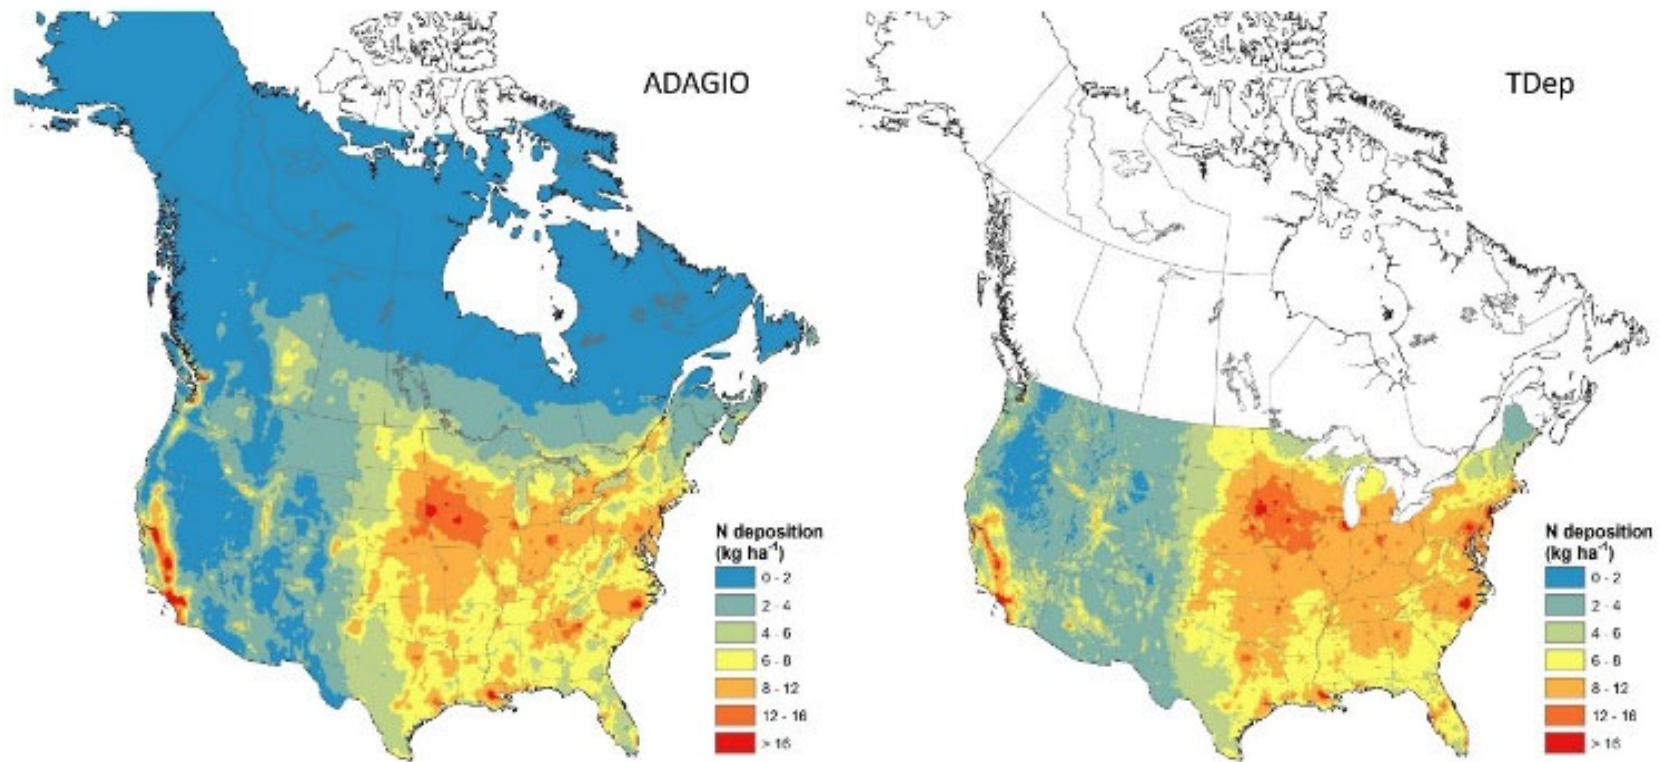 ADAGIO
N deposition
(kg ha⁻¹)
0 - 2
2 - 4
4 - 6
6 - 8
8 - 12
12 - 16
> 16
TDep
N deposition
(kg ha⁻¹)
0 - 2
2 - 4
4 - 6
6 - 8
8 - 12
12 - 16
> 16